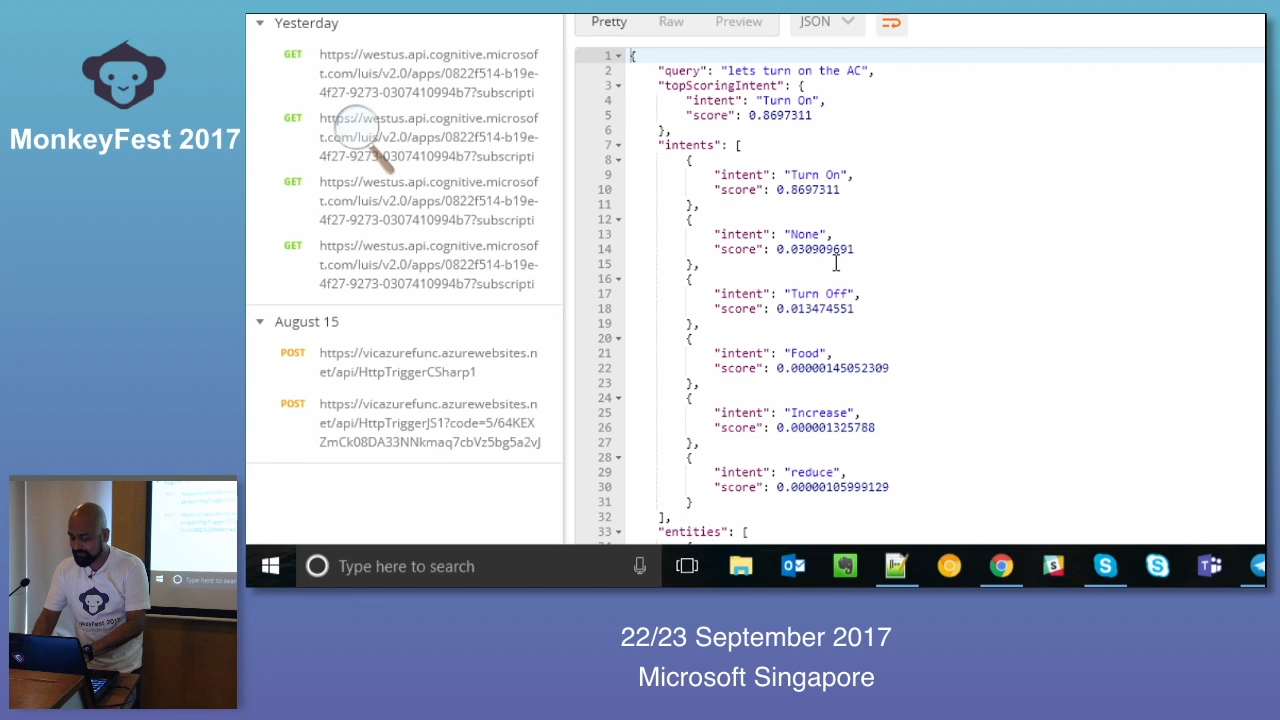 MonkeyFest 2017
Yesterday
GET
https://westus.api.cognitive.microsof
t.com/luis/v2.0/apps/0822f514-b19e-
4f27-9273-0307410994b7?subscripti
GET
https://westus.api.cognitive.microsof
t.com/luis/v2.0/apps/0822f514-b19e-
4f27-9273-0307410994b7?subscripti
GET
https://westus.api.cognitive.microsof
t.com/luis/v2.0/apps/0822f514-b19e-
4f27-9273-0307410994b7?subscripti
GET
https://westus.api.cognitive.microsof
t.com/luis/v2.0/apps/0822f514-b19e-
4f27-9273-0307410994b7?subscripti
August 15
POST
https://vicazurefunc.azurewebsites.n
et/api/HttpTriggerCSharp1
POST
https://vicazurefunc.azurewebsites.n
et/api/HttpTriggerJS1?code=5/64KEX
ZmCk08DA33NNkmaq7cbVz5bg5a2vJ
Pretty Raw Preview JSON
1 {
2 "query": "lets turn on the AC",
3 "topScoringIntent": {
4 "intent": "Turn On",
5 "score": 0.8697311
6 },
7 "intents": [
8 {
9 "intent": "Turn On",
10 "score": 0.8697311
11 },
12 {
13 "intent": "None",
14 "score": 0.030909691
15 },
16 {
17 "intent": "Turn Off",
18 "score": 0.013474551
19 },
20 {
21 "intent": "Food",
22 "score": 0.00000145052309
23 },
24 {
25 "intent": "Increase",
26 "score": 0.000001325788
27 },
28 {
29 "intent": "reduce",
30 "score": 0.00000105999129
31 }
32 ],
33 "entities": [
Type here to search
Type here to sear
MonkeyFest 2017
22/23 September 2017
Microsoft Singapore